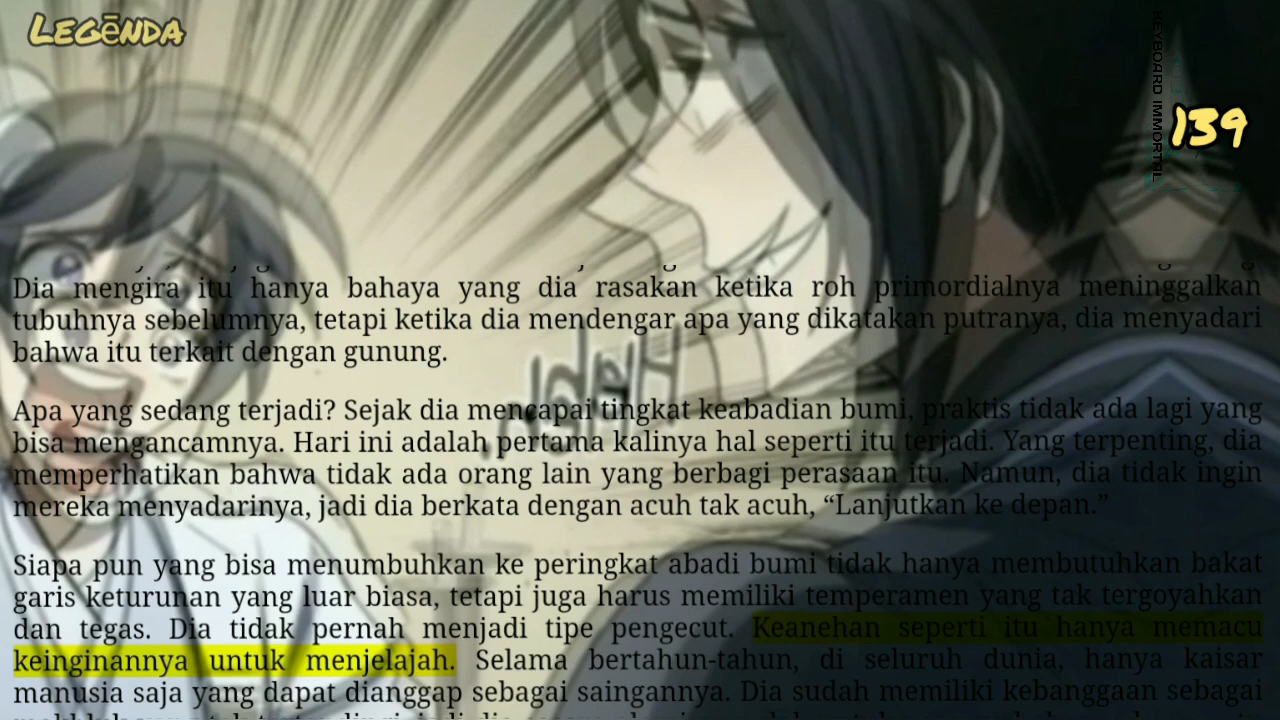 LEGĒNDA
KEYBOARD IMMORTAL
139
Dia mengira itu hanya bahaya yang dia rasakan ketika roh primordialnya meninggalkan
tubuhnya sebelumnya, tetapi ketika dia mendengar apa yang dikatakan putranya, dia menyadari
bahwa itu terkait dengan gunung.
Apa yang sedang terjadi? Sejak dia mencapai tingkat keabadian bumi, praktis tidak ada lagi yang
bisa mengancamnya. Hari ini adalah pertama kalinya hal seperti itu terjadi. Yang terpenting, dia
memperhatikan bahwa tidak ada orang lain yang berbagi perasaan itu. Namun, dia tidak ingin
mereka menyadarinya, jadi dia berkata dengan acuh tak acuh, “Lanjutkan ke depan.”
Siapa pun yang bisa menumbuhkan ke peringkat abadi bumi tidak hanya membutuhkan bakat
garis keturunan yang luar biasa, tetapi juga harus memiliki temperamen yang tak tergoyahkan
dan tegas. Dia tidak pernah menjadi tipe pengecut. Keanehan seperti itu hanya memacu
keinginannya untuk menjelajah. Selama bertahun-tahun, di seluruh dunia, hanya kaisar
manusia saja yang dapat dianggap sebagai saingannya. Dia sudah memiliki kebanggaan sebagai